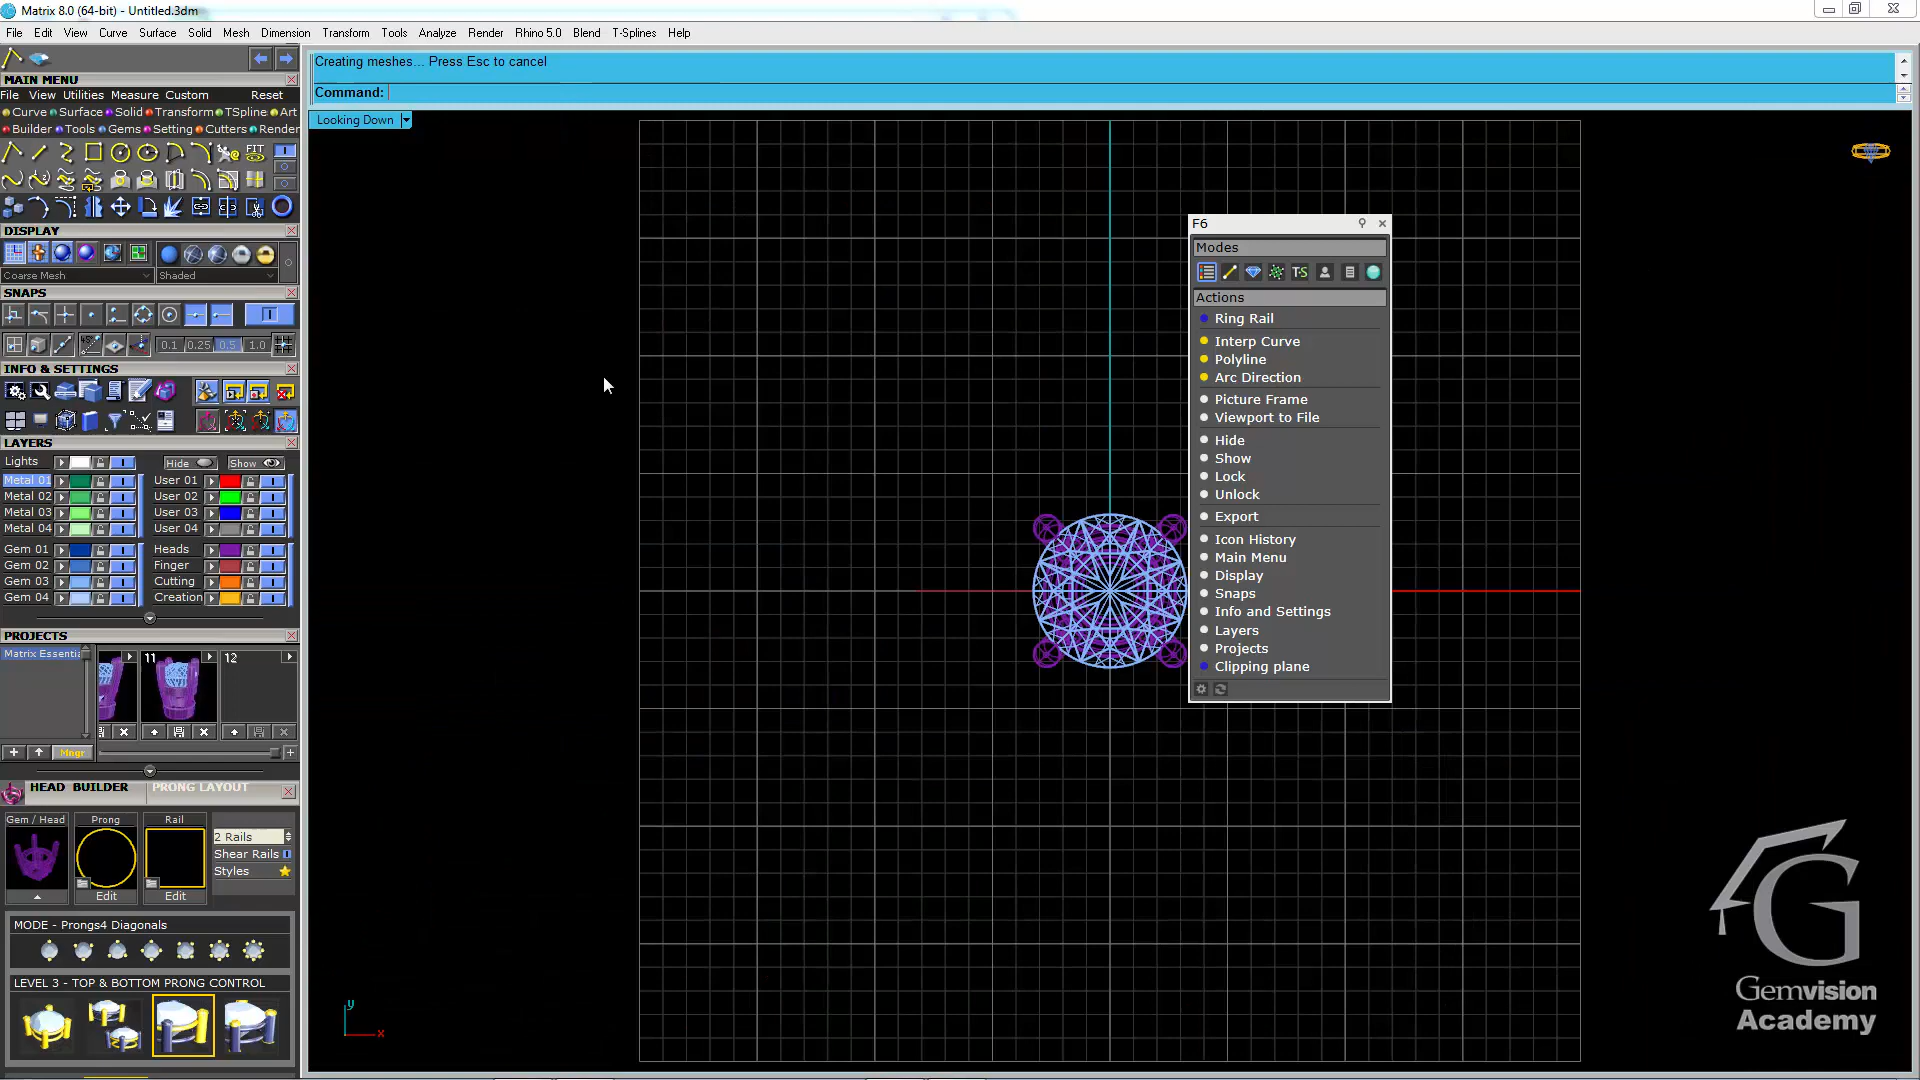 Matrix 8.0 (64-bit) - Untitled.3dm
File Edit View Curve Surface Solid Mesh Dimension Transform Tools Analyze Render Rhino 5.0 Blend T-Splines Help
Creating meshes... Press Esc to cancel
Command:
Looking Down
MAIN MENU
File View Utilities Measure Custom Reset
Curve Surface Solid Transform TSpline Art
Builder Tools Gems Setting Cutters Render
FIT
DISPLAY
Coarse Mesh Shaded
SNAPS
0.1 0.25 0.5 1.0
INFO & SETTINGS
LAYERS
Lights Hide Show
Metal 01 User 01
Metal 02 User 02
Metal 03 User 03
Metal 04 User 04
Gem 01 Heads
Gem 02 Finger
Gem 03 Cutting
Gem 04 Creation
PROJECTS
Matrix Essentia
11 12
Mngr
HEAD BUILDER PRONG LAYOUT
Gem / Head Prong Rail
2 Rails
Shear Rails
Styles
Edit Edit
MODE - Prongs4 Diagonals
LEVEL 3 - TOP & BOTTOM PRONG CONTROL
F6
Modes
T-S
Actions
Ring Rail
Interp Curve
Polyline
Arc Direction
Picture Frame
Viewport to File
Hide
Show
Lock
Unlock
Export
Icon History
Main Menu
Display
Snaps
Info and Settings
Layers
Projects
Clipping plane
y
x
G
Gemvision
Academy